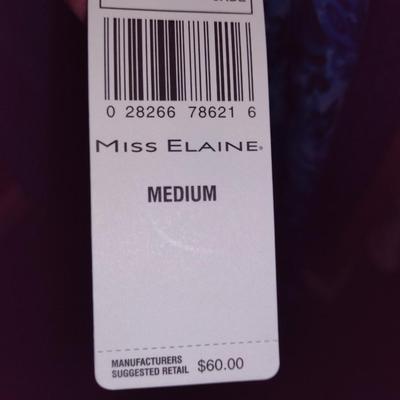 0 28266 78621 6
MISS ELAINE®
MEDIUM
MANUFACTURERS
SUGGESTED RETAIL $60.00